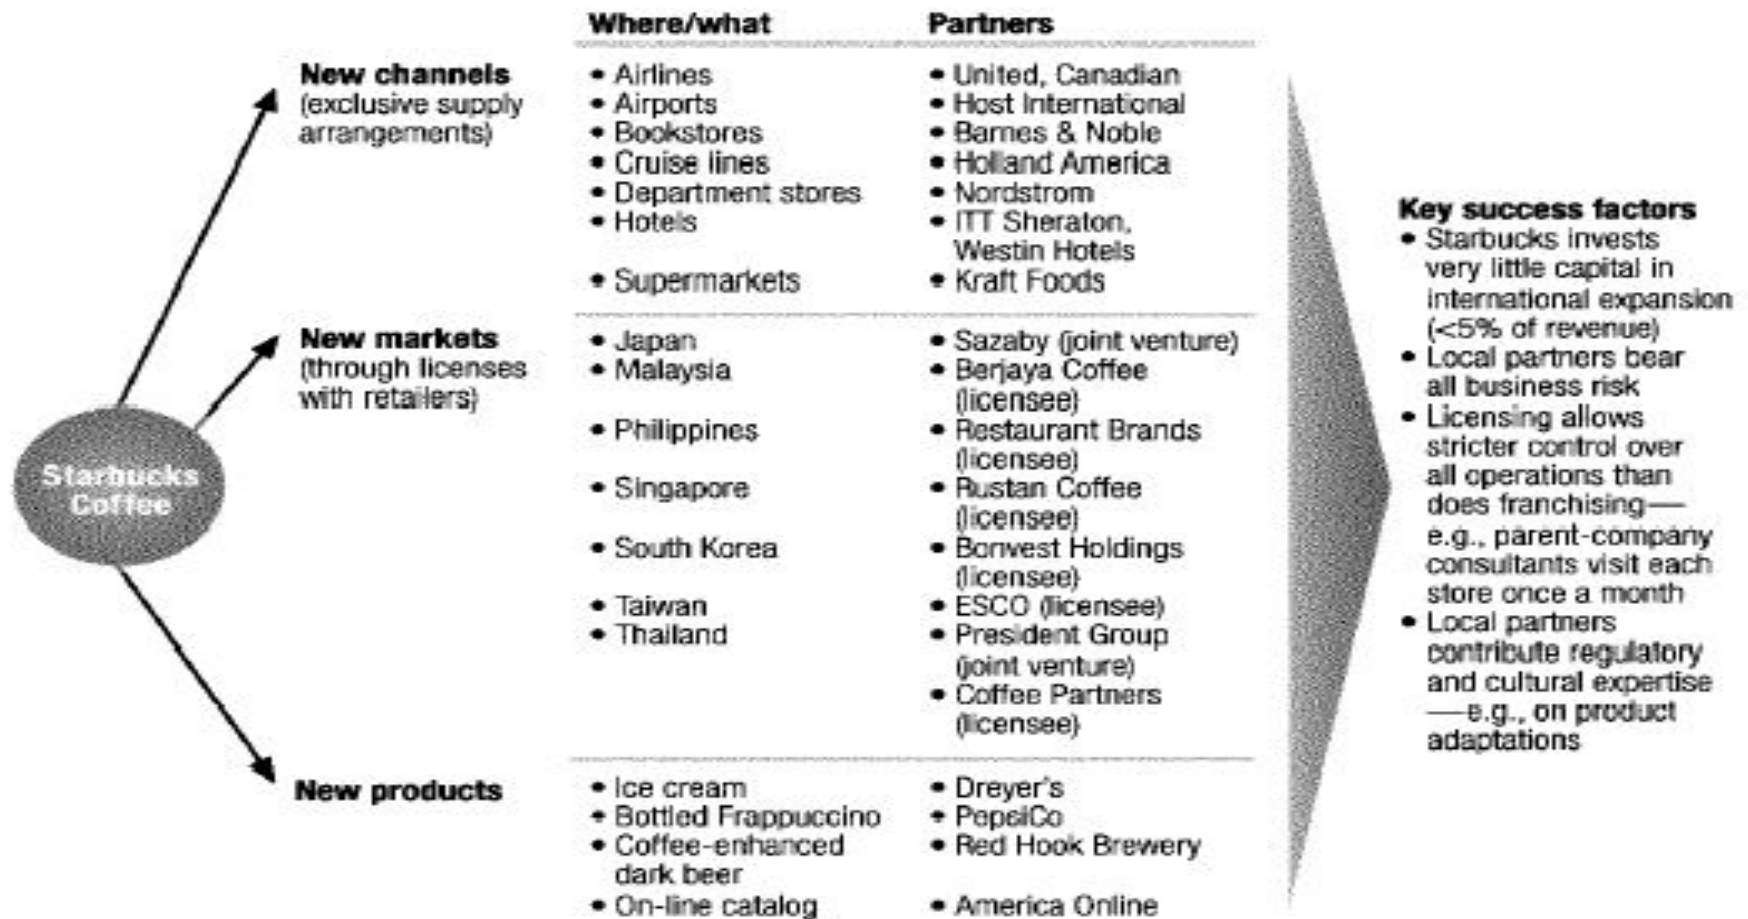 Where/what
Partners
New channels
(exclusive supply
arrangements)
• Airlines
• Airports
• Bookstores
• Cruise lines
• Department stores
• Hotels
• Supermarkets
• United, Canadian
• Host International
• Barnes & Noble
• Holland America
• Nordstrom
• ITT Sheraton,
Westin Hotels
• Kraft Foods
New markets
(through licenses
with retailers)
• Japan
• Malaysia
• Philippines
• Singapore
• South Korea
• Taiwan
• Thailand
• Sazaby (joint venture)
• Berjaya Coffee
(licensee)
• Restaurant Brands
(licensee)
• Rustan Coffee
(licensee)
• Bonvest Holdings
(licensee)
• ESCO (licensee)
• President Group
(joint venture)
• Coffee Partners
(licensee)
Starbucks
Coffee
New products
• Ice cream
• Bottled Frappuccino
• Coffee-enhanced
dark beer
• On-line catalog
• Dreyer's
• PepsiCo
• Red Hook Brewery
• America Online
Key success factors
• Starbucks invests
very little capital in
international expansion
(<5% of revenue)
• Local partners bear
all business risk
• Licensing allows
stricter control over
all operations than
does franchising—
e.g., parent-company
consultants visit each
store once a month
• Local partners
contribute regulatory
and cultural expertise
—e.g., on product
adaptations